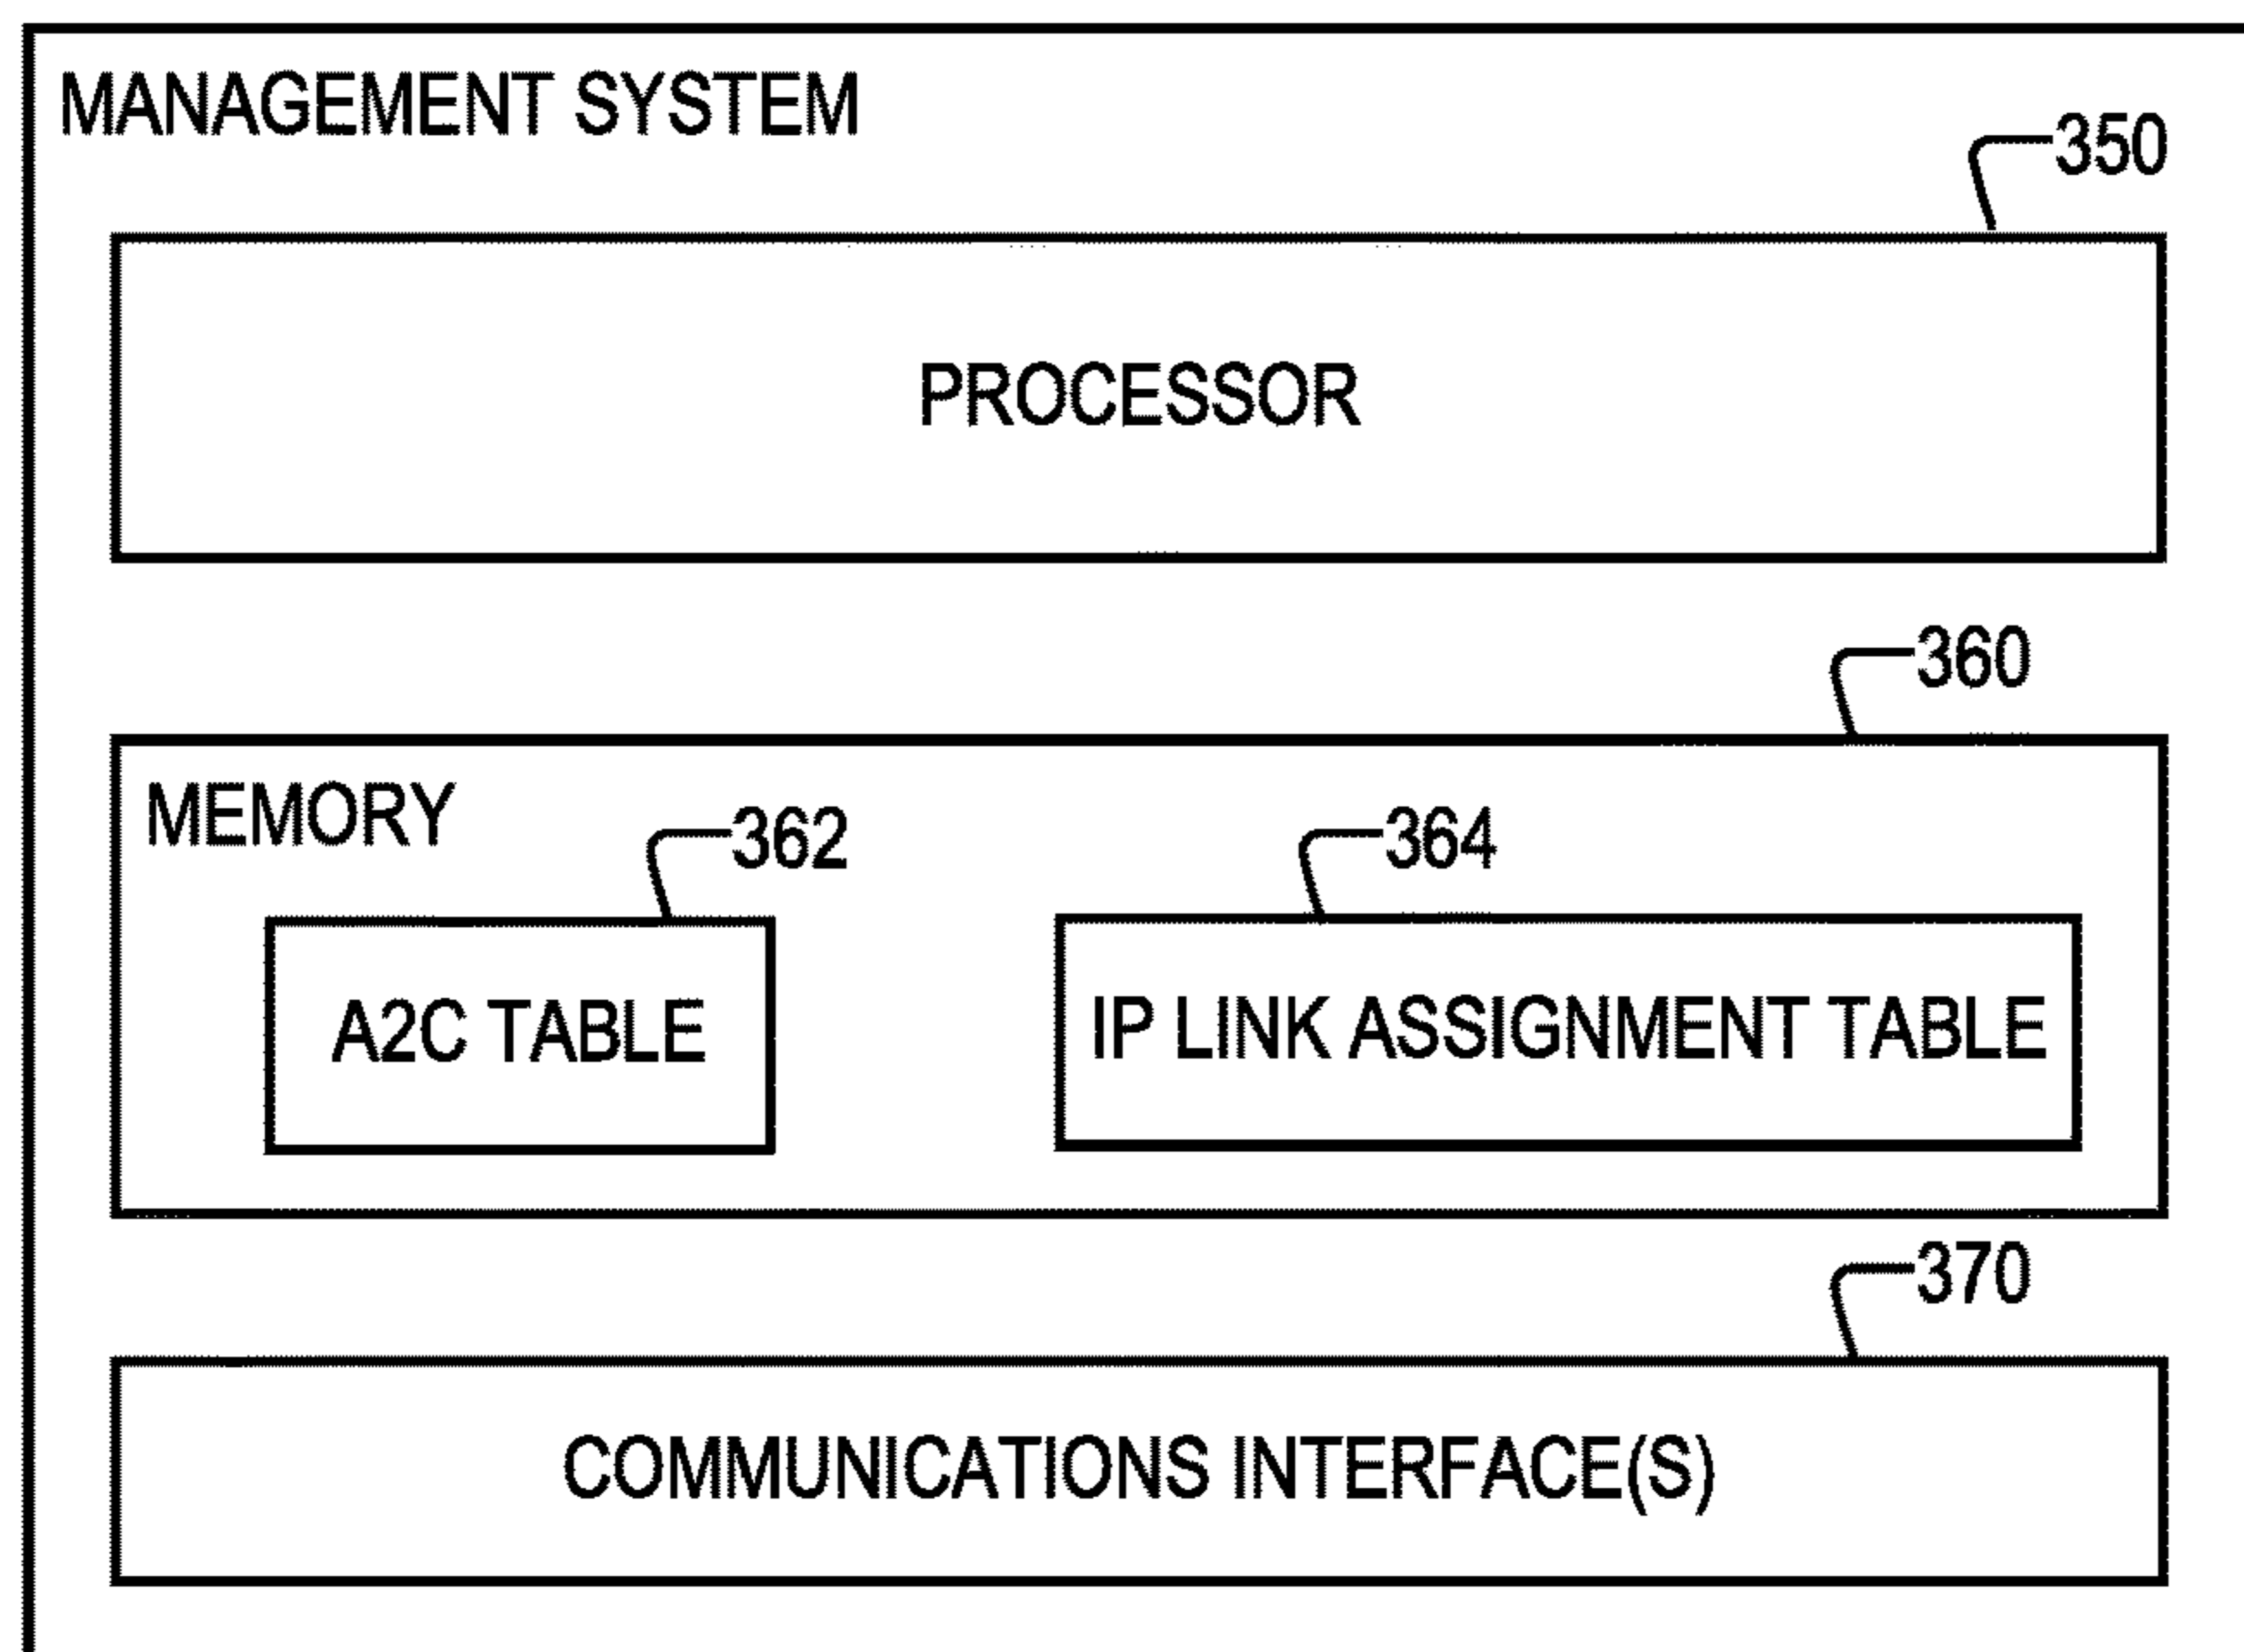 MANAGEMENT SYSTEM
350
PROCESSOR
360
MEMORY
362
364
A2C TABLE
IP LINK ASSIGNMENT TABLE
370
COMMUNICATIONS INTERFACE(S)